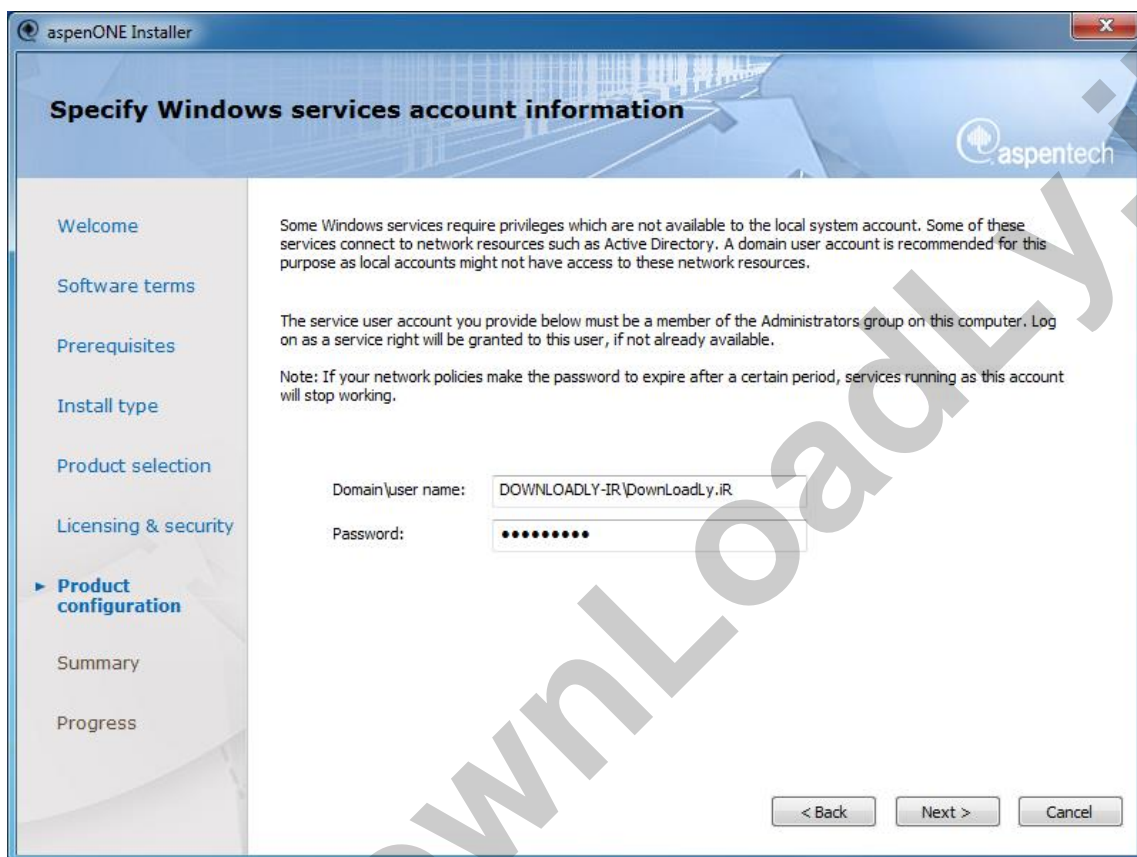 aspenONE Installer
Specify Windows services account information
aspentech
Welcome
Software terms
Prerequisites
Install type
Product selection
Licensing & security
Product
configuration
Summary
Progress
Some Windows services require privileges which are not available to the local system account. Some of these
services connect to network resources such as Active Directory. A domain user account is recommended for this
purpose as local accounts might not have access to these network resources.
The service user account you provide below must be a member of the Administrators group on this computer. Log
on as a service right will be granted to this user, if not already available.
Note: If your network policies make the password to expire after a certain period, services running as this account
will stop working.
Domain\user name: DOWNLOADLY-IR\DownLoadLy.iR
Password: •••••••••
< Back Next > Cancel
ownLoadLy.i